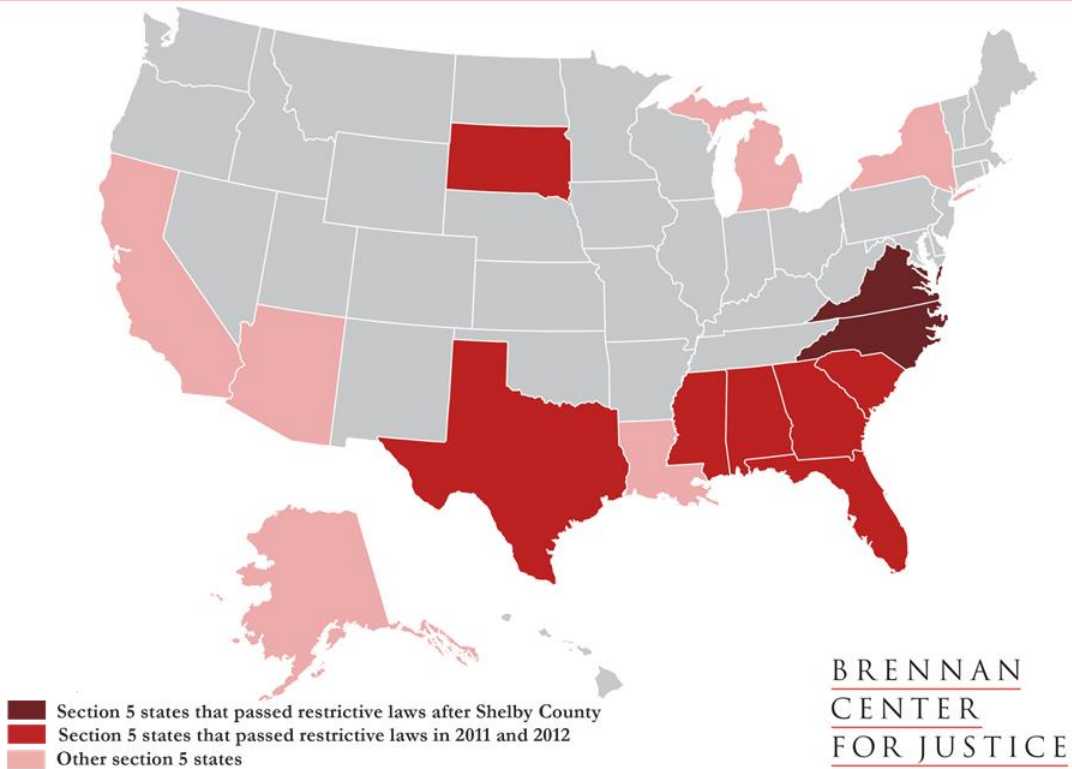 Section 5 states that passed restrictive laws after Shelby County
Section 5 states that passed restrictive laws in 2011 and 2012
Other section 5 states
BRENNAN
CENTER
FOR JUSTICE